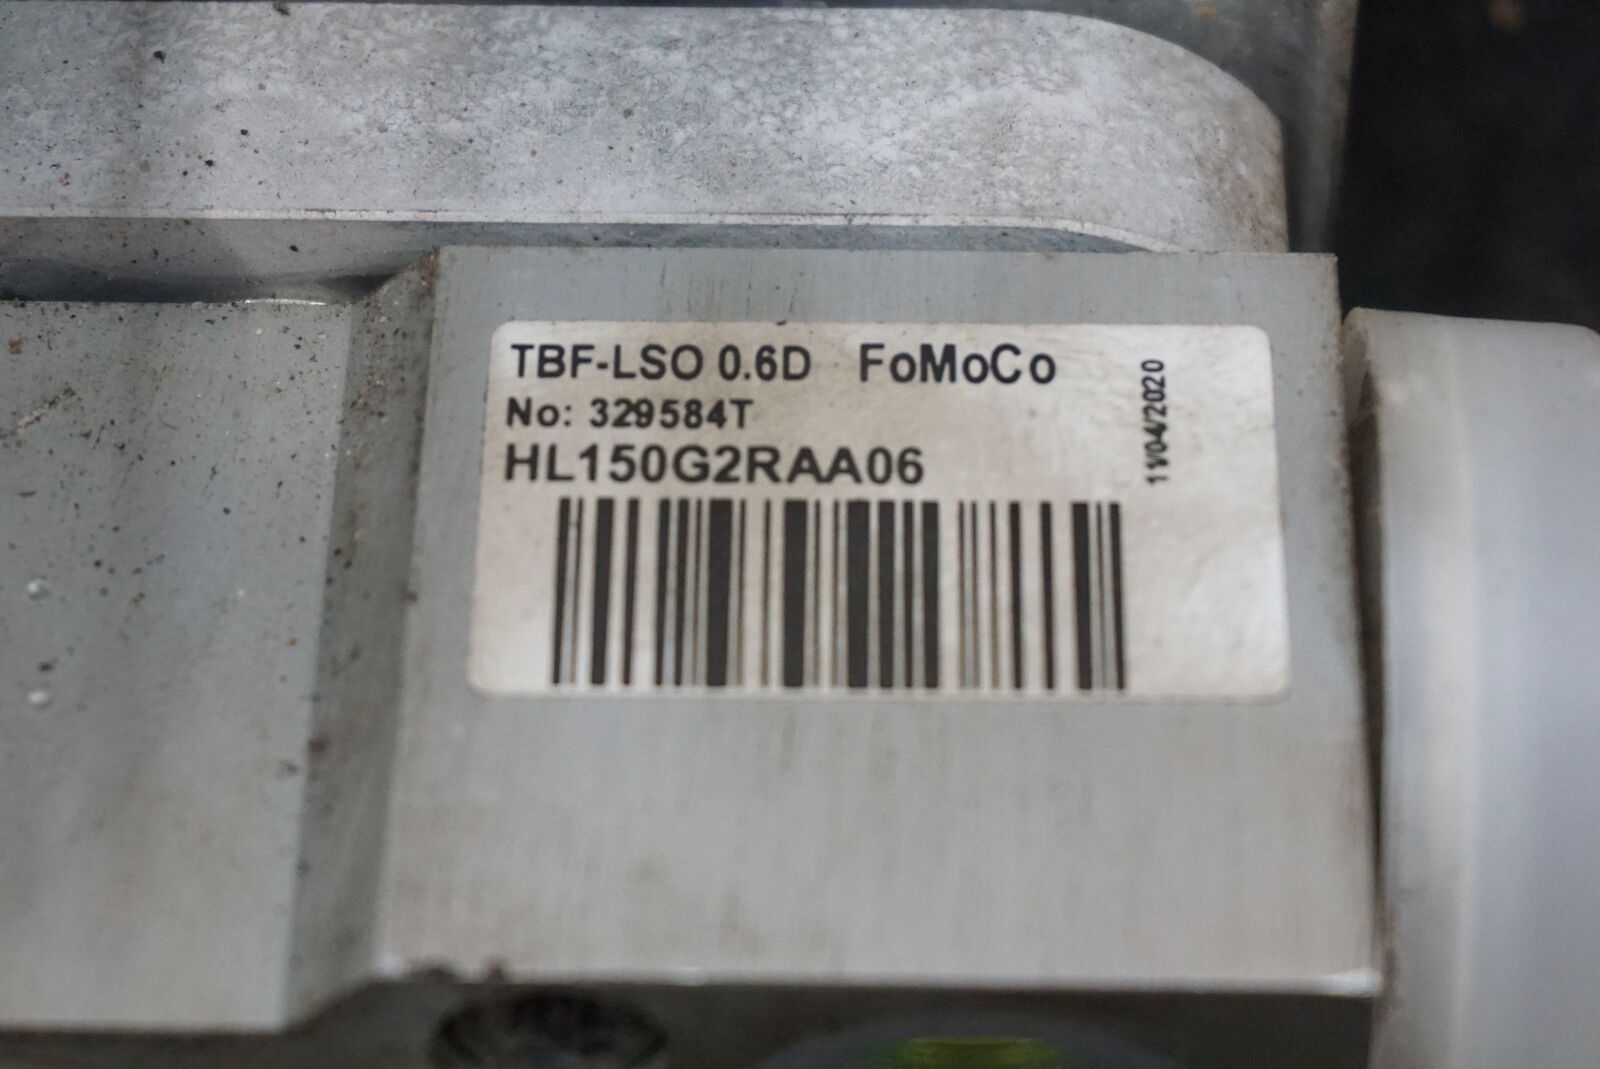 TBF-LSO 0.6D FoMoCo
No: 329584T
HL150G2RAA06
11/04/2020